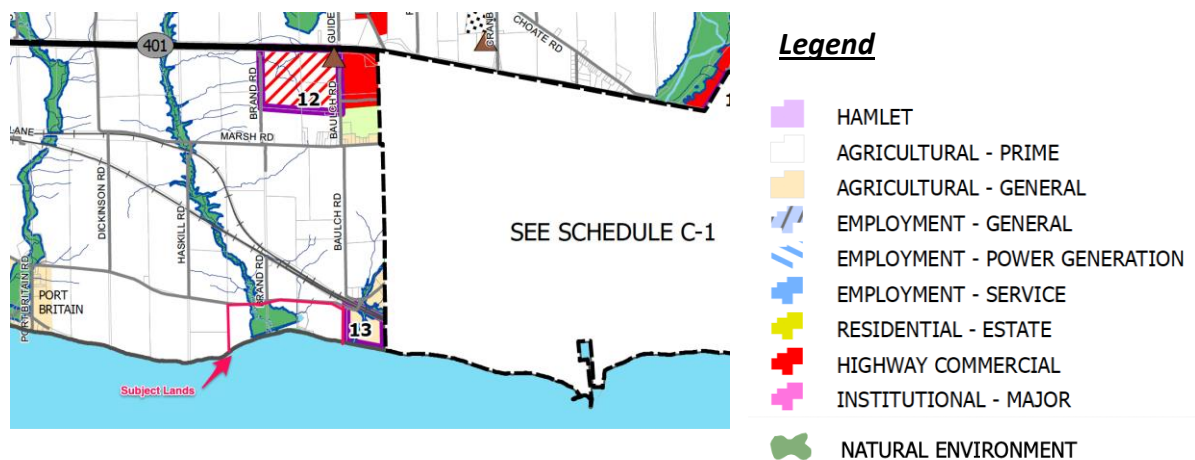 401
GUIDE
CHOATE RD
BRAND RD
12
BAULCH RD
LANE
MARSH RD
DICKINSON RD
HASKILL RD
BAULCH RD
SEE SCHEDULE C-1
PORT BRITAIN RD
PORT
BRITAIN
BRAND RD
13
Subject Lands
Legend
HAMLET
AGRICULTURAL - PRIME
AGRICULTURAL - GENERAL
EMPLOYMENT - GENERAL
EMPLOYMENT - POWER GENERATION
EMPLOYMENT - SERVICE
RESIDENTIAL - ESTATE
HIGHWAY COMMERCIAL
INSTITUTIONAL - MAJOR
NATURAL ENVIRONMENT